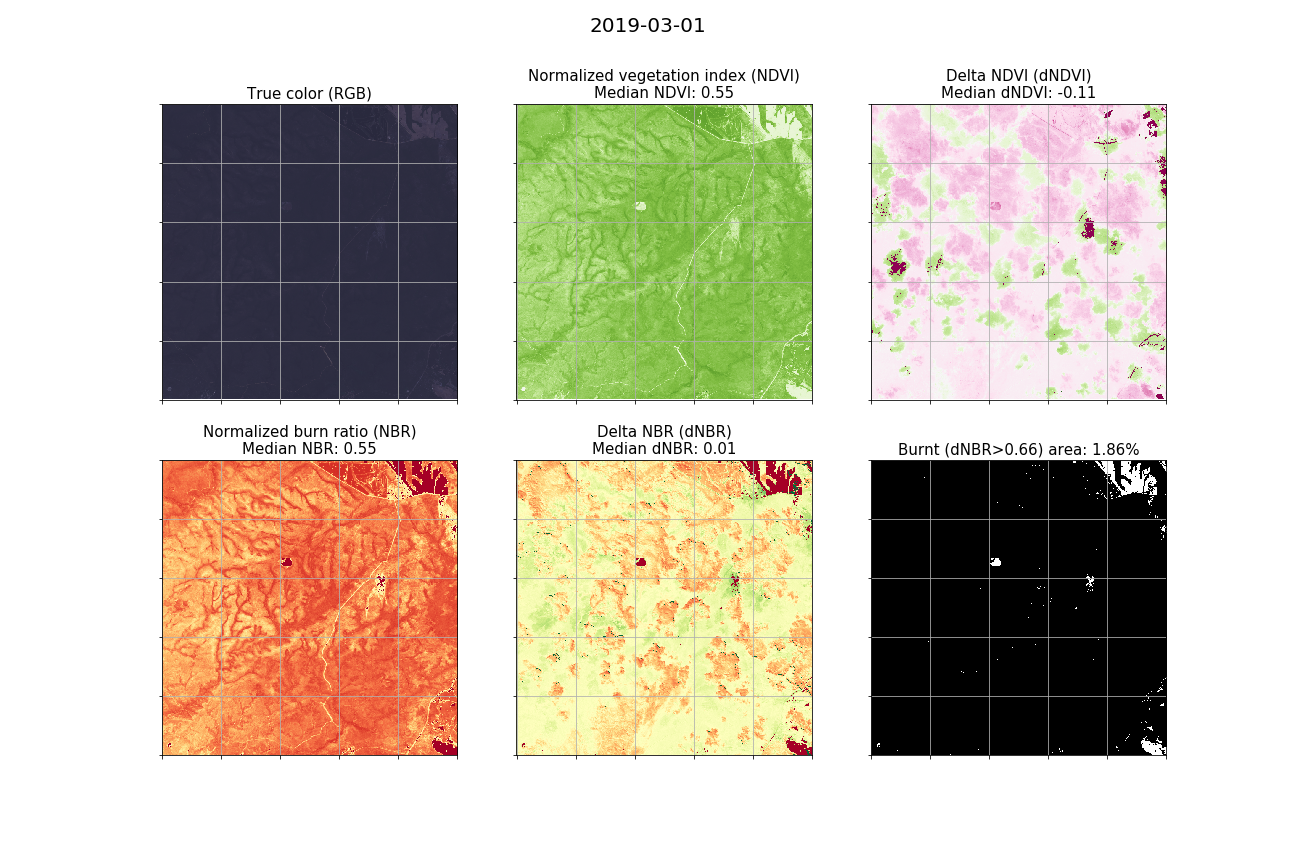 2019-03-01
True color (RGB)
Normalized vegetation index (NDVI)
Median NDVI: 0.55
Delta NDVI (dNDVI)
Median dNDVI: -0.11
Normalized burn ratio (NBR)
Median NBR: 0.55
Delta NBR (dNBR)
Median dNBR: 0.01
Burnt (dNBR>0.66) area: 1.86%